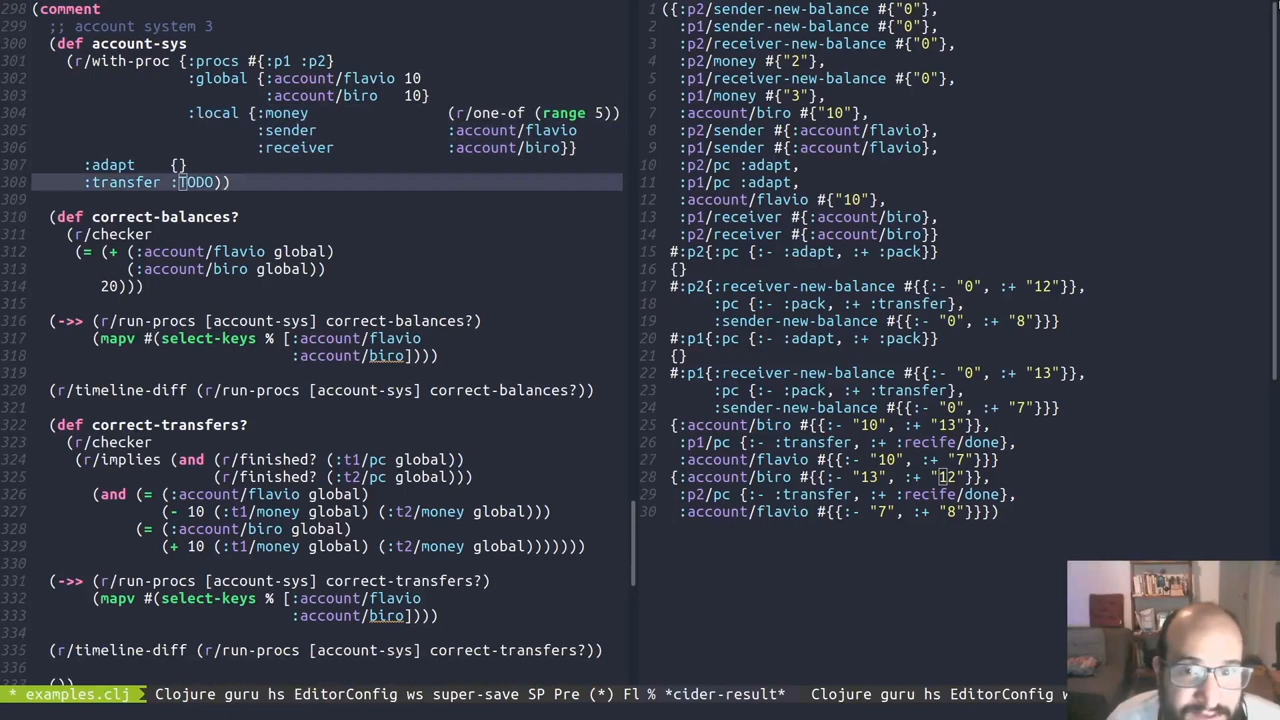 298 (comment
299   ;; account system 3
300   (def account-sys
301     (r/with-proc {:procs #{:p1 :p2}
302                   :global {:account/flavio 10
303                            :account/biro   10}
304                   :local {:money                (r/one-of (range 5))
305                           :sender               :account/flavio
306                           :receiver             :account/biro}}
307       :adapt    {}
308       :transfer :TODO))
309
310   (def correct-balances?
311     (r/checker
312      (= (+ (:account/flavio global)
313            (:account/biro global))
314         20)))
315
316   (->> (r/run-procs [account-sys] correct-balances?)
317        (mapv #(select-keys % [:account/flavio
318                               :account/biro])))
319
320   (r/timeline-diff (r/run-procs [account-sys] correct-balances?))
321
322   (def correct-transfers?
323     (r/checker
324      (r/implies (and (r/finished? (:t1/pc global))
325                      (r/finished? (:t2/pc global)))
326        (and (= (:account/flavio global)
327                (- 10 (:t1/money global) (:t2/money global)))
328             (= (:account/biro global)
329                (+ 10 (:t1/money global) (:t2/money global)))))))
330
331   (->> (r/run-procs [account-sys] correct-transfers?)
332        (mapv #(select-keys % [:account/flavio
333                               :account/biro])))
334
335   (r/timeline-diff (r/run-procs [account-sys] correct-transfers?))
336
337   ())
* examples.clj
Clojure guru hs EditorConfig ws super-save SP Pre (*) Fl
1 ({:p2/sender-new-balance #{"0"},
2   :p1/sender-new-balance #{"0"},
3   :p2/receiver-new-balance #{"0"},
4   :p2/money #{"2"},
5   :p1/receiver-new-balance #{"0"},
6   :p1/money #{"3"},
7   :account/biro #{"10"},
8   :p2/sender #{:account/flavio},
9   :p1/sender #{:account/flavio},
10   :p2/pc :adapt,
11   :p1/pc :adapt,
12   :account/flavio #{"10"},
13   :p1/receiver #{:account/biro},
14   :p2/receiver #{:account/biro}}
15  #:p2{:pc {:- :adapt, :+ :pack}}
16  {}
17  #:p2{:receiver-new-balance #{{:- "0", :+ "12"}},
18       :pc {:- :pack, :+ :transfer},
19       :sender-new-balance #{{:- "0", :+ "8"}}}
20  #:p1{:pc {:- :adapt, :+ :pack}}
21  {}
22  #:p1{:receiver-new-balance #{{:- "0", :+ "13"}},
23       :pc {:- :pack, :+ :transfer},
24       :sender-new-balance #{{:- "0", :+ "7"}}}
25  {:account/biro #{{:- "10", :+ "13"}},
26   :p1/pc {:- :transfer, :+ :recife/done},
27   :account/flavio #{{:- "10", :+ "7"}}}
28  {:account/biro #{{:- "13", :+ "12"}},
29   :p2/pc {:- :transfer, :+ :recife/done},
30   :account/flavio #{{:- "7", :+ "8"}}})
% *cider-result*
Clojure guru hs EditorConfig w